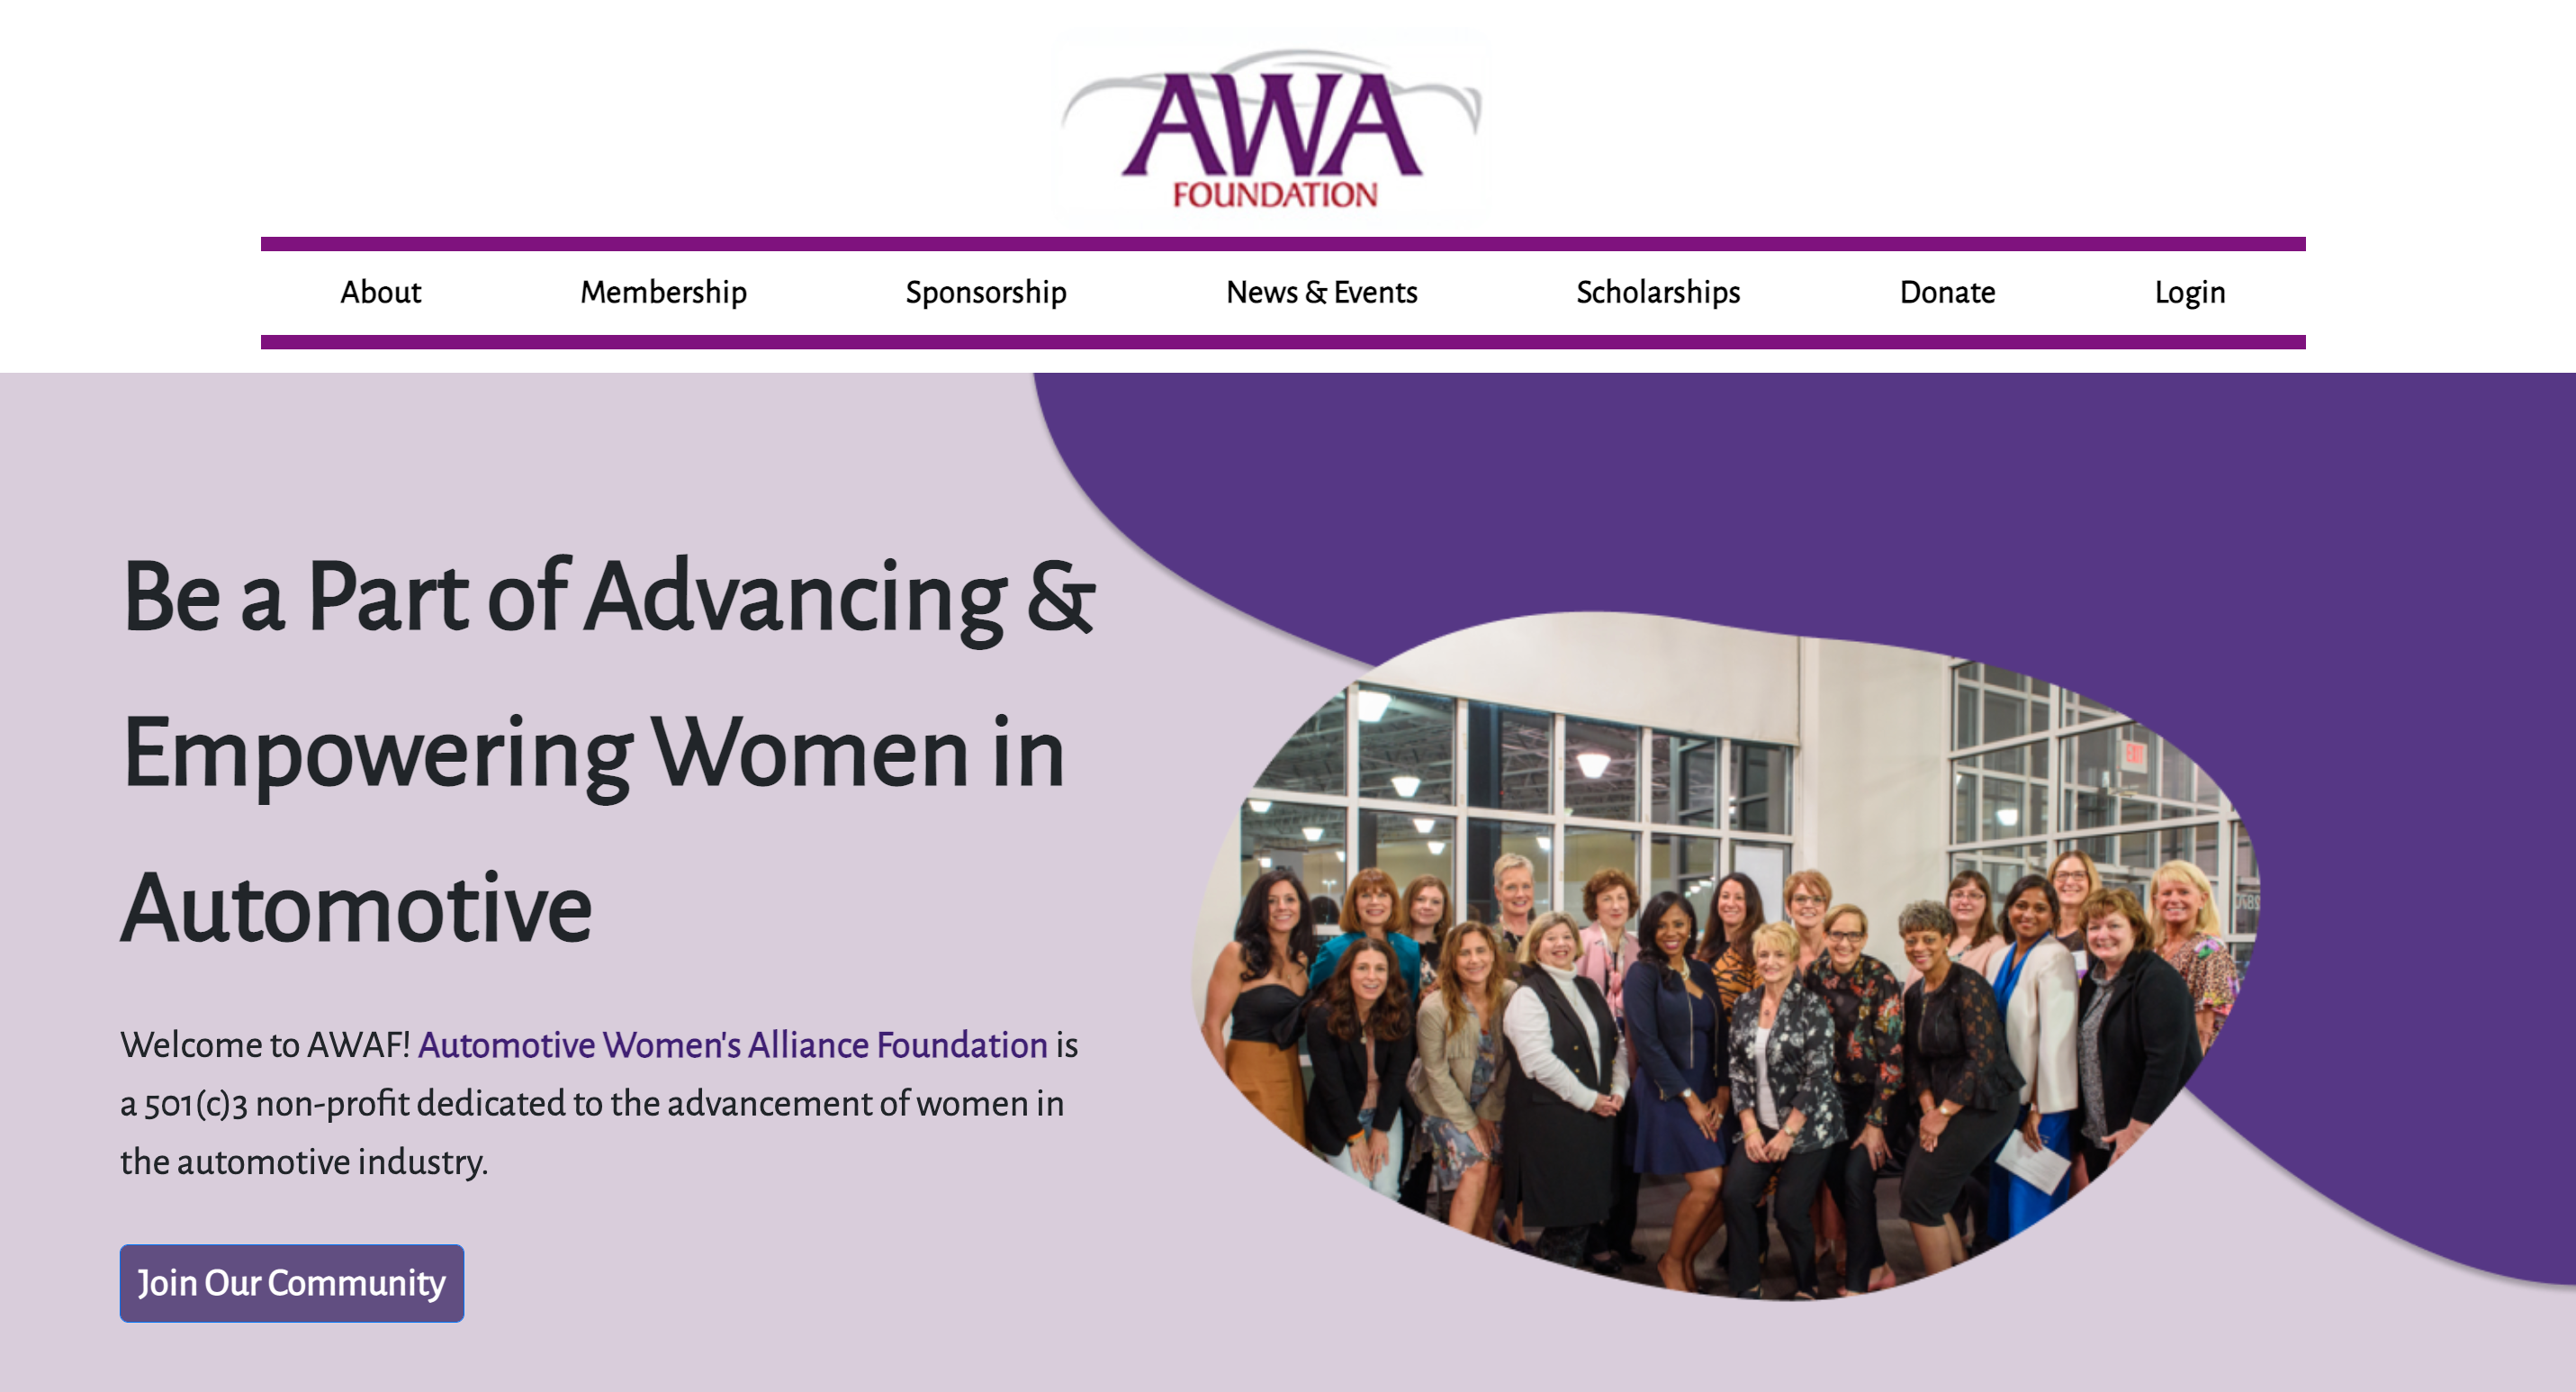 AWA
FOUNDATION
About Membership Sponsorship News & Events Scholarships Donate Login
Be a Part of Advancing &
Empowering Women in
Automotive
Welcome to AWAF! Automotive Women's Alliance Foundation is
a 501(c)3 non-profit dedicated to the advancement of women in
the automotive industry.
Join Our Community
EXIT